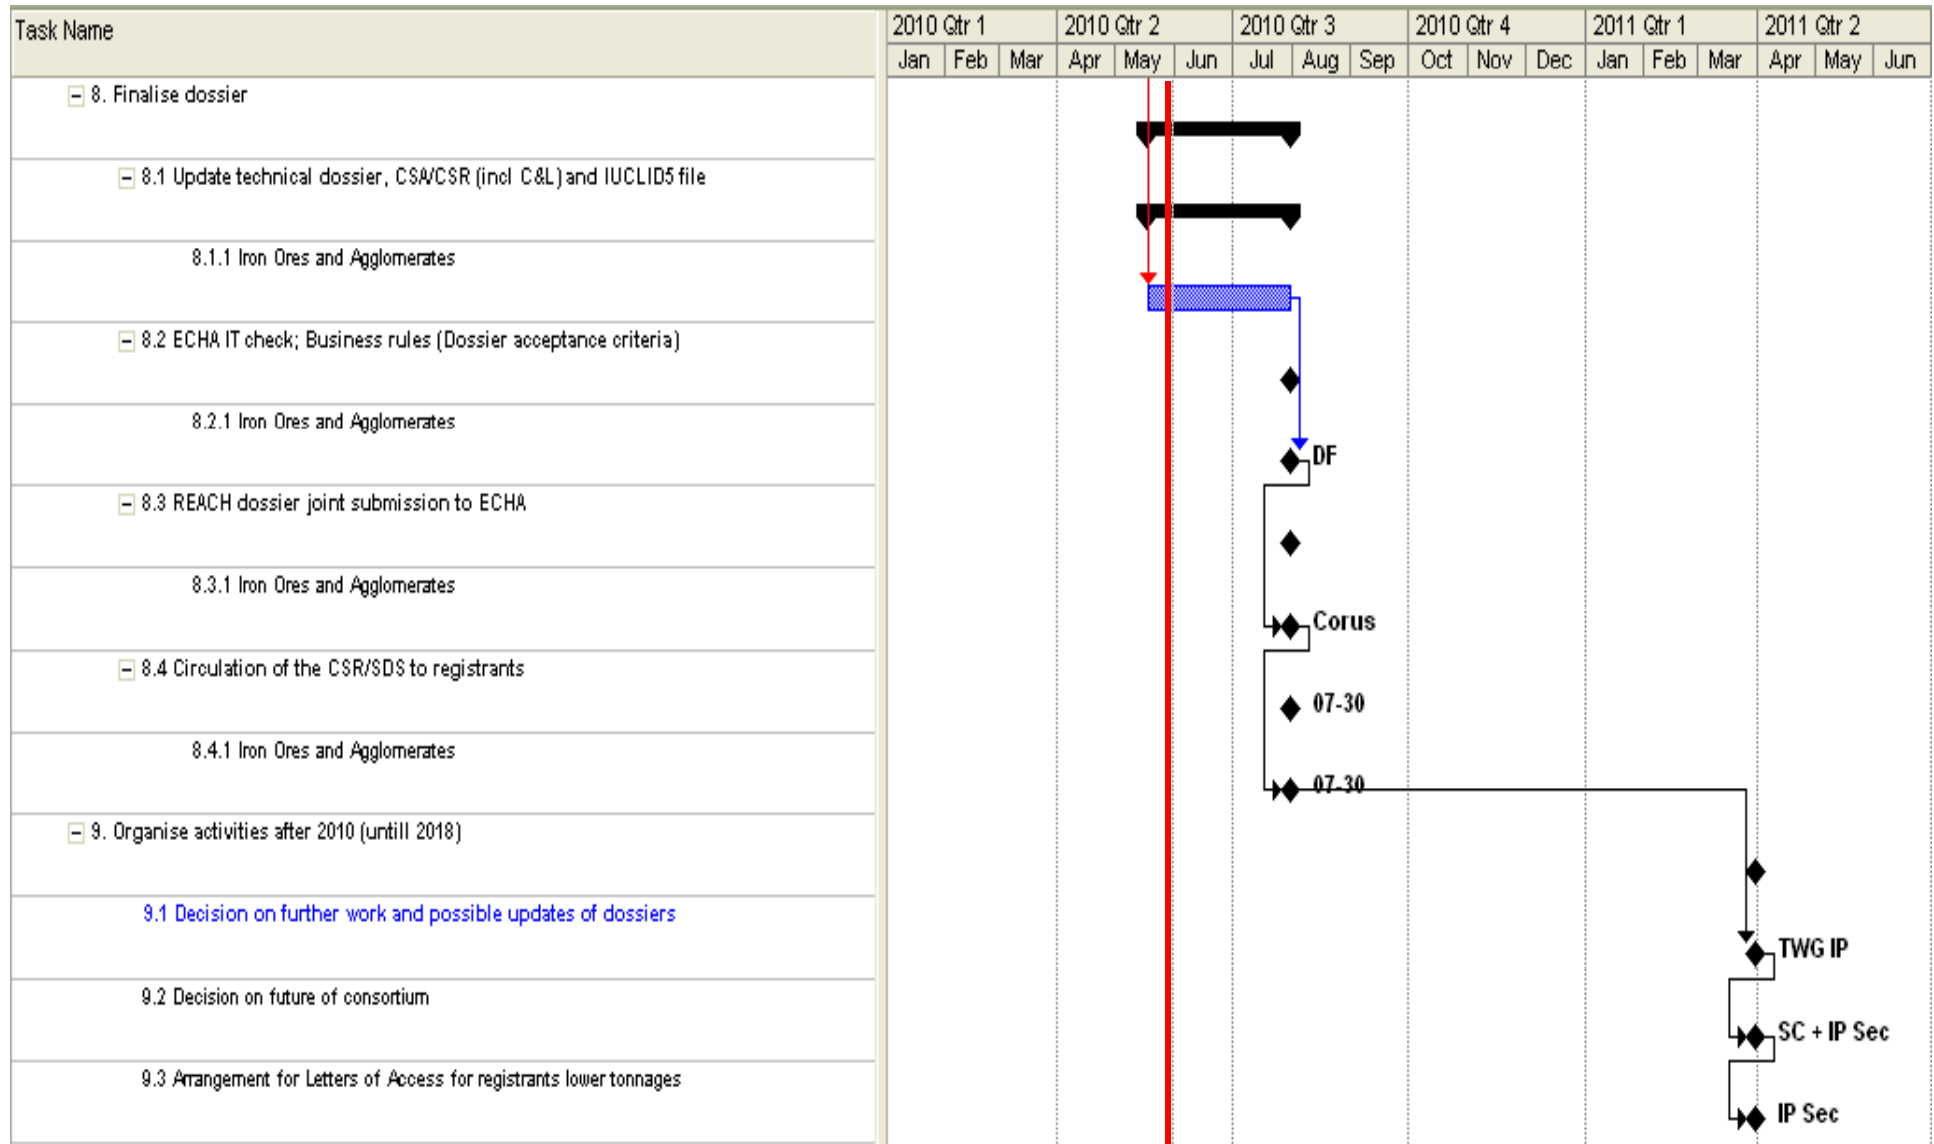 Task Name
2010 Qtr 1 2010 Qtr 2 2010 Qtr 3 2010 Qtr 4 2011 Qtr 1 2011 Qtr 2
Jan Feb Mar Apr May Jun Jul Aug Sep Oct Nov Dec Jan Feb Mar Apr May Jun
8. Finalise dossier
8.1 Update technical dossier, CSA/CSR (incl C&L) and IUCLID5 file
8.1.1 Iron Ores and Agglomerates
8.2 ECHA IT check; Business rules (Dossier acceptance criteria)
8.2.1 Iron Ores and Agglomerates
DF
8.3 REACH dossier joint submission to ECHA
8.3.1 Iron Ores and Agglomerates
Corus
8.4 Circulation of the CSR/SDS to registrants
07-30
8.4.1 Iron Ores and Agglomerates
07-30
9. Organise activities after 2010 (untill 2018)
9.1 Decision on further work and possible updates of dossiers
TWG IP
9.2 Decision on future of consortium
SC + IP Sec
9.3 Arrangement for Letters of Access for registrants lower tonnages
IP Sec